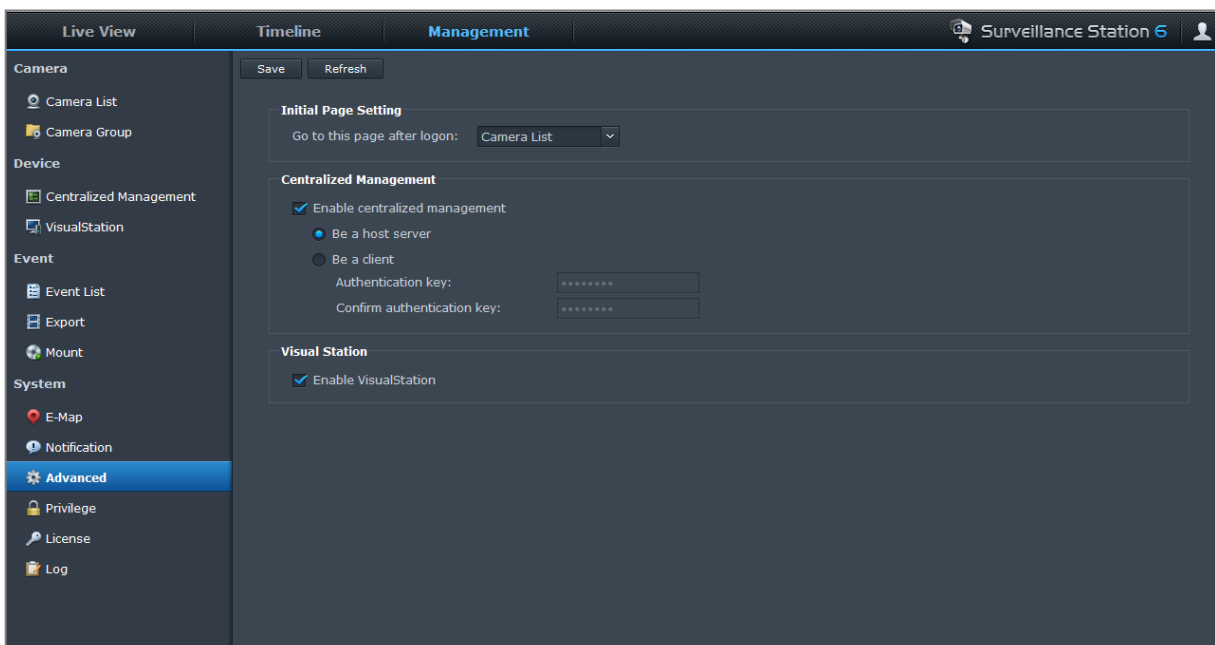 Live View
Timeline
Management
Surveillance Station 6
Camera
Camera List
Camera Group
Device
Centralized Management
VisualStation
Event
Event List
Export
Mount
System
E-Map
Notification
Advanced
Privilege
License
Log
Save
Refresh
Initial Page Setting
Go to this page after logon: Camera List
Centralized Management
Enable centralized management
Be a host server
Be a client
Authentication key: ••••••••
Confirm authentication key: ••••••••
Visual Station
Enable VisualStation